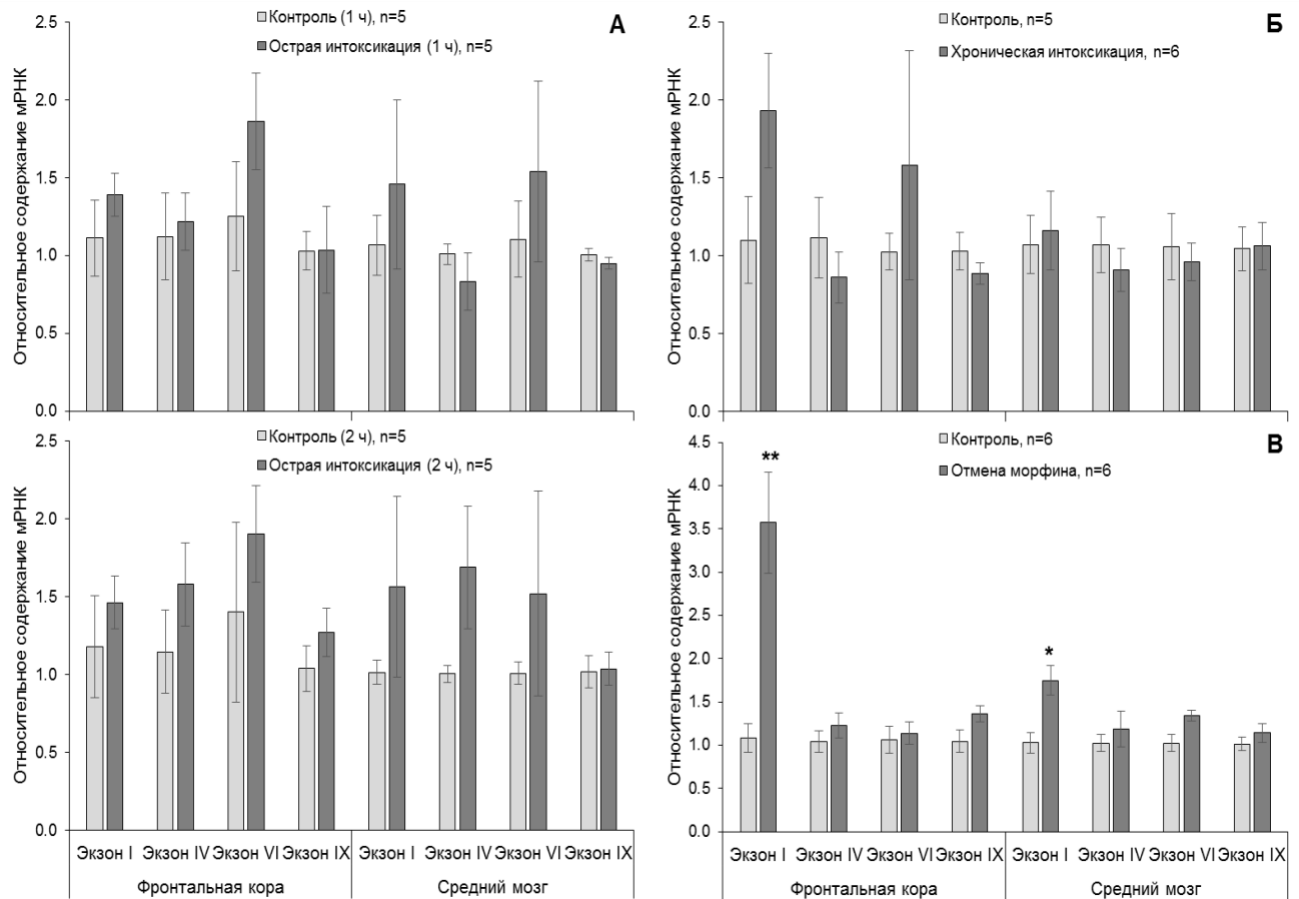 А
Контроль (1 ч), n=5
Острая интоксикация (1 ч), n=5
Относительное содержание мРНК
2.5
2.0
1.5
1.0
0.5
0.0
Б
Контроль, n=5
Хроническая интоксикация, n=6
Относительное содержание мРНК
2.5
2.0
1.5
1.0
0.5
0.0
Контроль (2 ч), n=5
Острая интоксикация (2 ч), n=5
Относительное содержание мРНК
2.5
2.0
1.5
1.0
0.5
0.0
Экзон I Экзон IV Экзон VI Экзон IX Экзон I Экзон IV Экзон VI Экзон IX
Фронтальная кора Средний мозг
В
Контроль, n=6
Отмена морфина, n=6
Относительное содержание мРНК
4.5
4.0
3.5
3.0
2.5
2.0
1.5
1.0
0.5
0.0
**
*
Экзон I Экзон IV Экзон VI Экзон IX Экзон I Экзон IV Экзон VI Экзон IX
Фронтальная кора Средний мозг